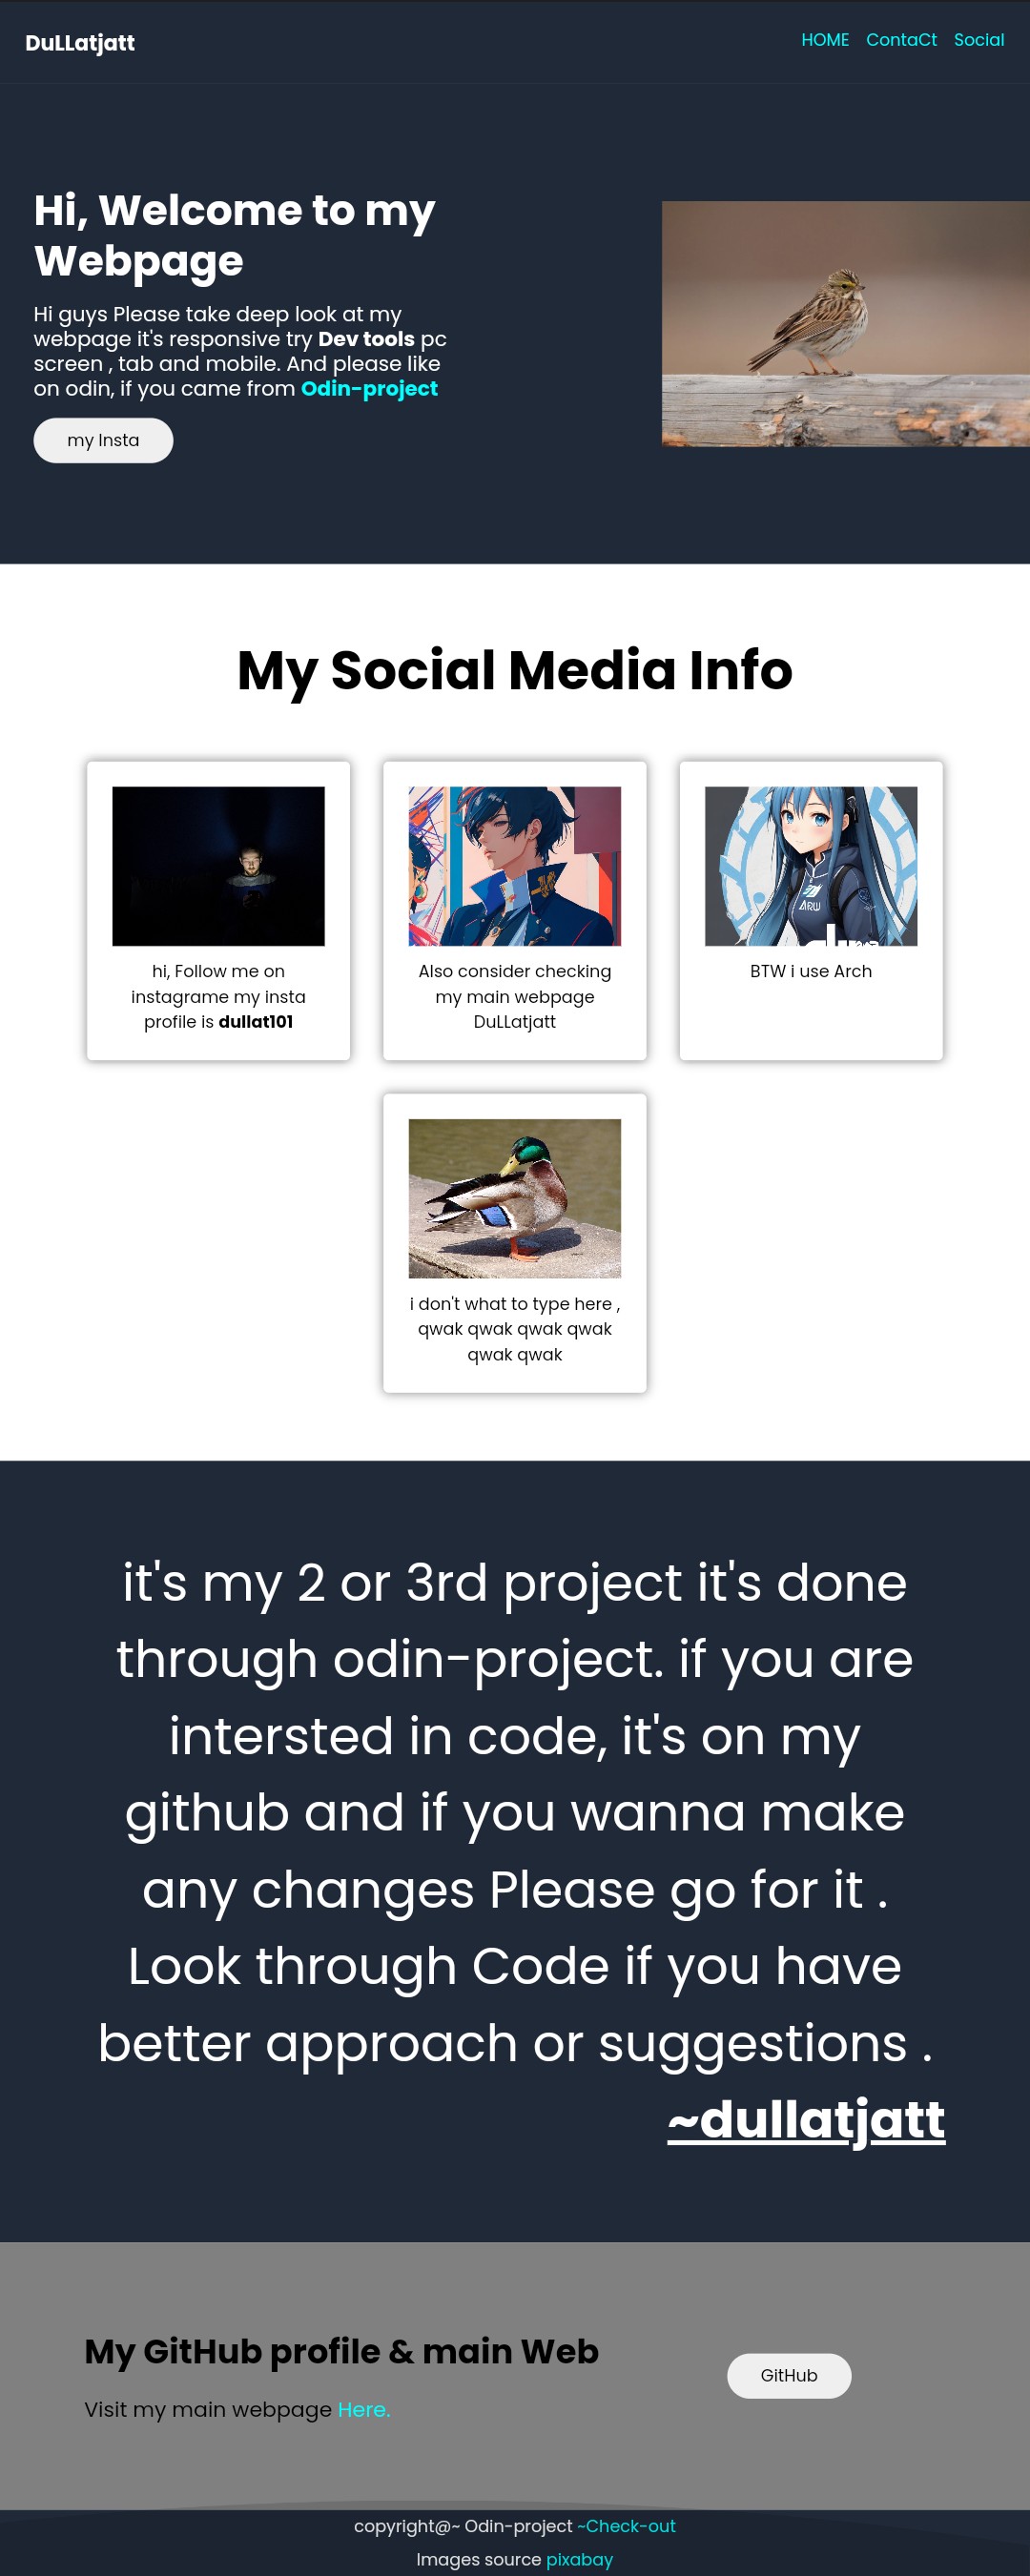 DuLLatjatt
HOME ContaCt Social
Hi, Welcome to my
Webpage
Hi guys Please take deep look at my
webpage it's responsive try Dev tools pc
screen , tab and mobile. And please like
on odin, if you came from Odin-project
my Insta
My Social Media Info
hi, Follow me on
instagrame my insta
profile is dullat101
Also consider checking
my main webpage
DuLLatjatt
ARW
BTW i use Arch
i don't what to type here ,
qwak qwak qwak qwak
qwak qwak
it's my 2 or 3rd project it's done
through odin-project. if you are
intersted in code, it's on my
github and if you wanna make
any changes Please go for it .
Look through Code if you have
better approach or suggestions .
~dullatjatt
My GitHub profile & main Web
Visit my main webpage Here.
GitHub
copyright@~ Odin-project ~Check-out
Images source pixabay